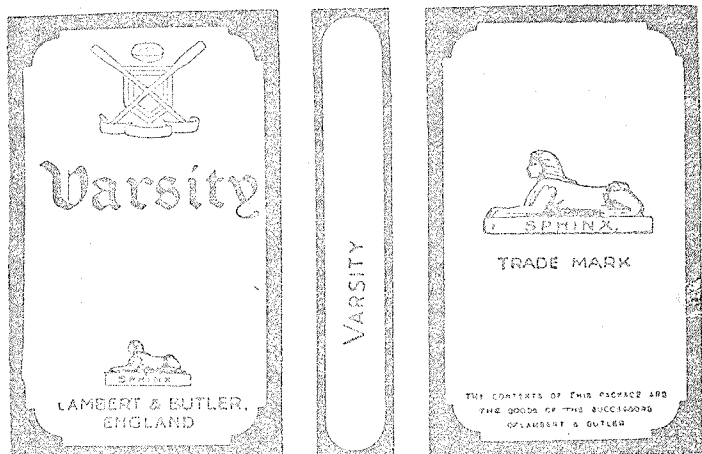 Varsity
SPHINX
LAMBERT & BUTLER,
ENGLAND
VARSITY
SPHINX.
TRADE MARK
THE CONTENTS OF THIS PACKAGE ARE
THE GOODS OF THE SUCCESSORS
OF LAMBERT & BUTLER